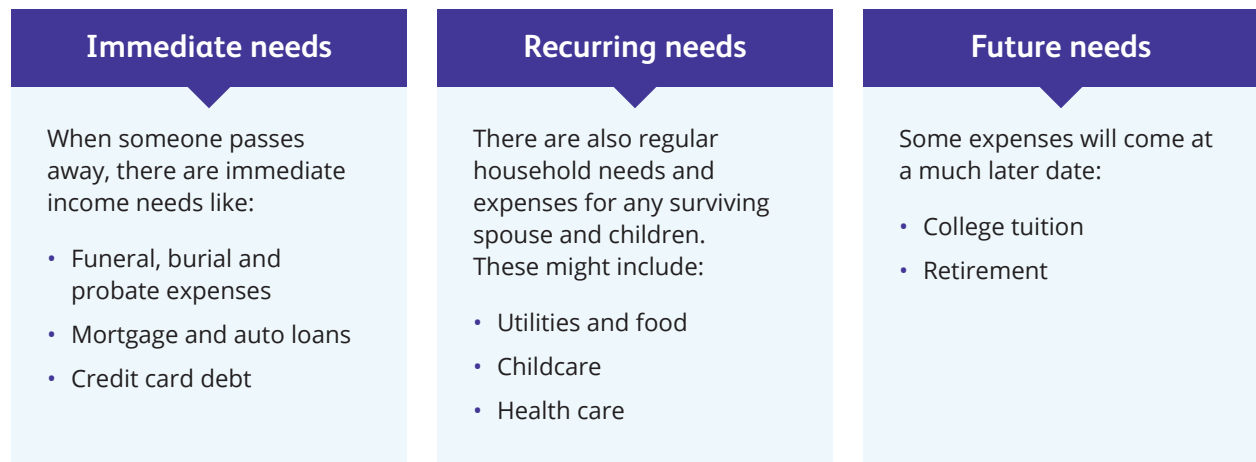 Immediate needs
When someone passes
away, there are immediate
income needs like:
• Funeral, burial and
probate expenses
• Mortgage and auto loans
• Credit card debt
Recurring needs
There are also regular
household needs and
expenses for any surviving
spouse and children.
These might include:
• Utilities and food
• Childcare
• Health care
Future needs
Some expenses will come at
a much later date:
• College tuition
• Retirement